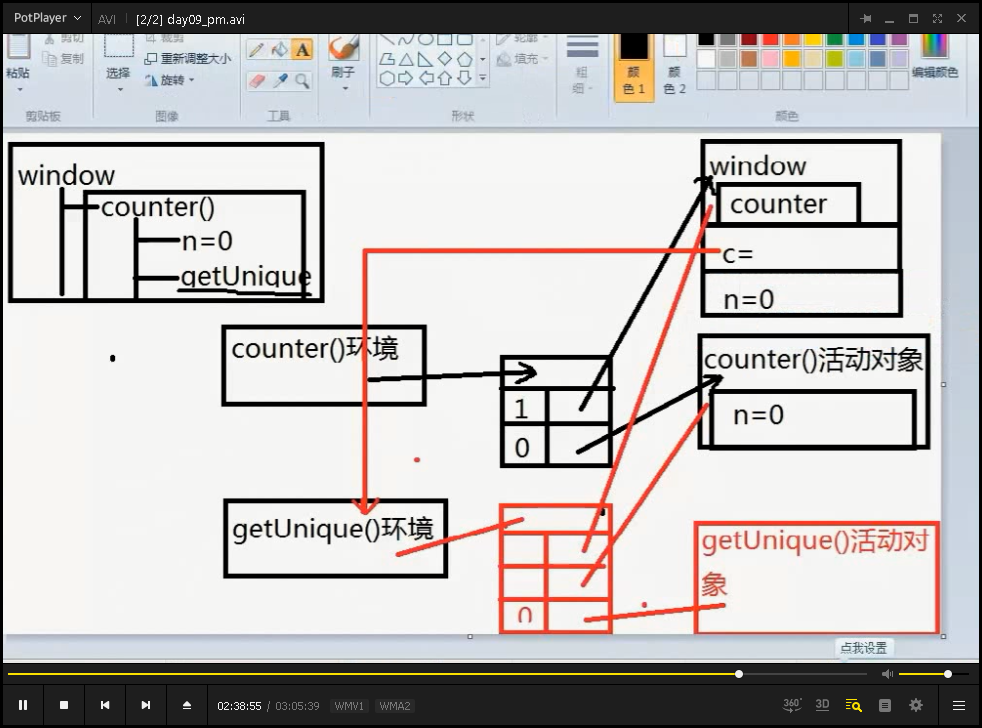 PotPlayer AVI [2/2] day09_pm.avi
剪切
裁剪
粘贴 复制 选择 重新调整大小 刷子 轮廓 粗细 颜色 1 颜色 2 编辑颜色
旋转 填充
剪贴板 图像 工具 形状 颜色
A
window
counter()
n=0
getUnique
window
counter
c=
n=0
counter()环境
1
0
counter()活动对象
n=0
getUnique()环境
0
getUnique()活动对
象
点我设置
02:38:55 / 03:05:39 WMV1 WMA2 360° 3D